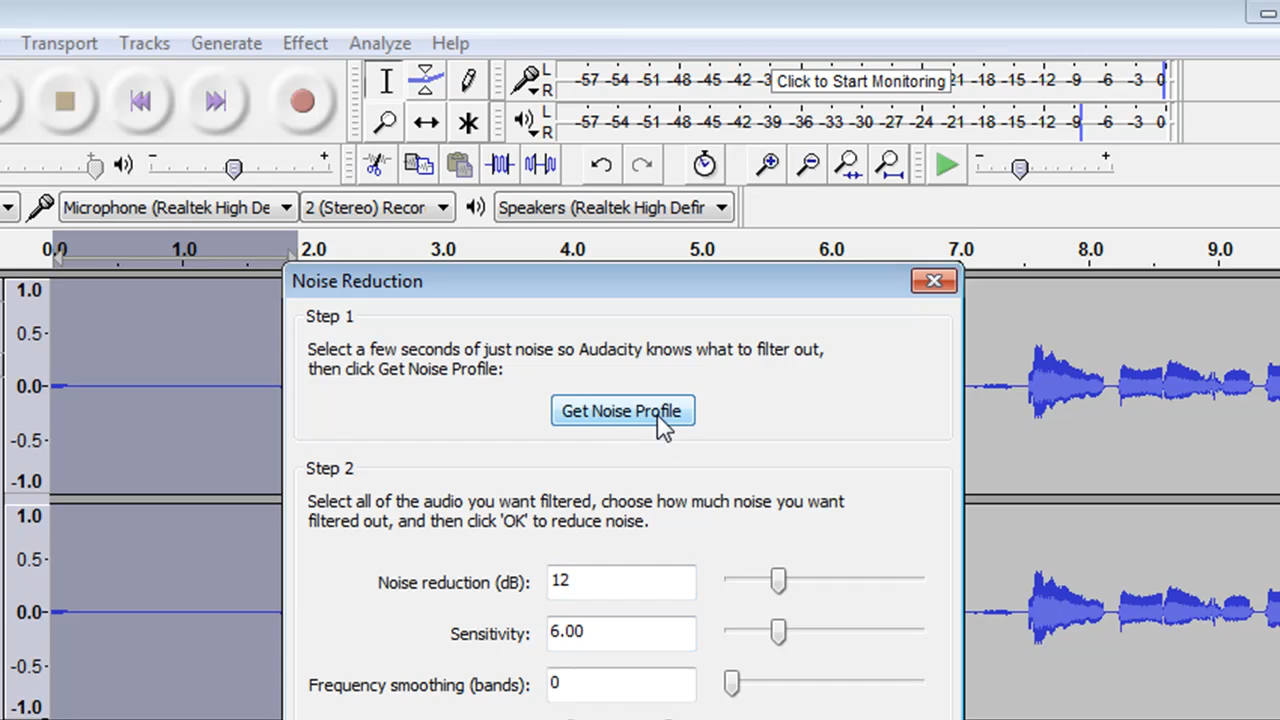 Transport Tracks Generate Effect Analyze Help
L
R
-57 -54 -51 -48 -45 -42 -3 Click to Start Monitoring -21 -18 -15 -12 -9 -6 -3 0
L
R
-57 -54 -51 -48 -45 -42 -39 -36 -33 -30 -27 -24 -21 -18 -15 -12 -9 -6 -3 0
- + - +
Microphone (Realtek High De 2 (Stereo) Recor Speakers (Realtek High Defir
0.0 1.0 2.0 3.0 4.0 5.0 6.0 7.0 8.0 9.0
Noise Reduction
Step 1
Select a few seconds of just noise so Audacity knows what to filter out,
then click Get Noise Profile:
Get Noise Profile
Step 2
Select all of the audio you want filtered, choose how much noise you want
filtered out, and then click 'OK' to reduce noise.
Noise reduction (dB): 12
Sensitivity: 6.00
Frequency smoothing (bands): 0
1.0
0.5
0.0
-0.5
-1.0
1.0
0.5
0.0
-0.5
-1.0